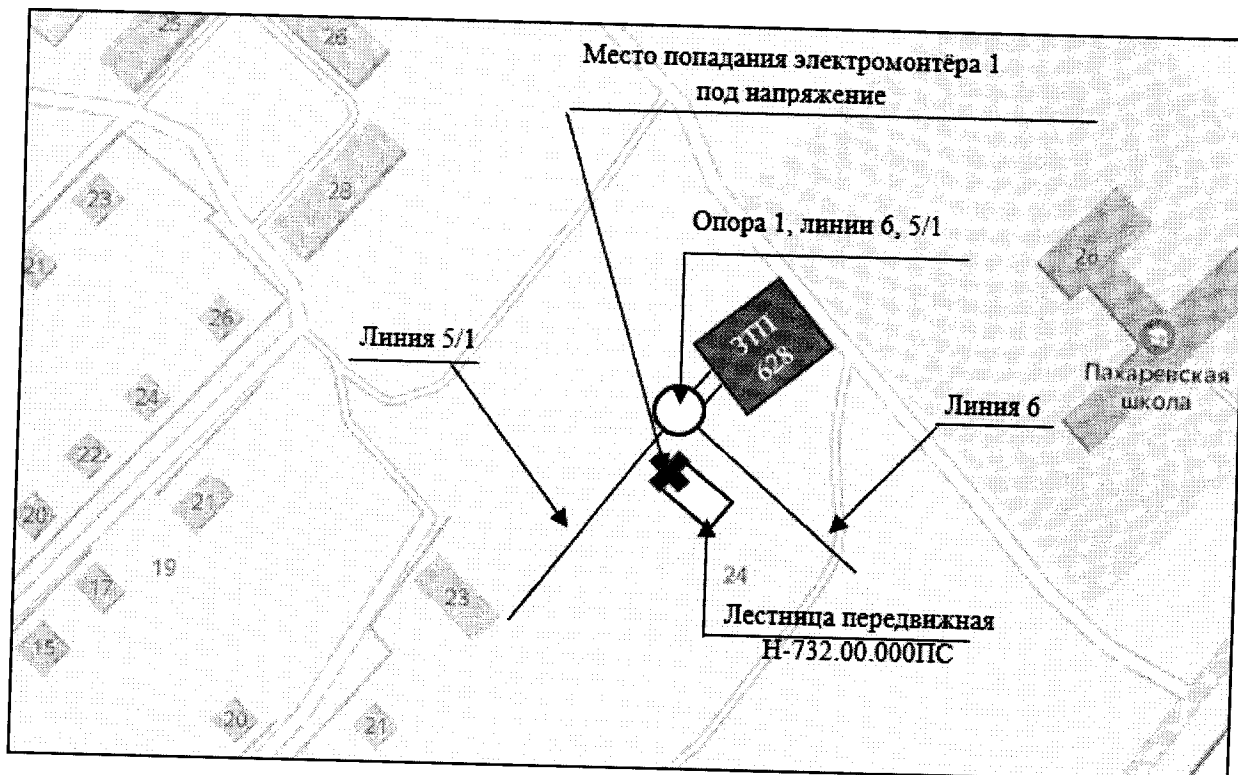 25
26
Место попадания электромонтёра 1
под напряжение
23
28
Опора 1, линии 6, 5/1
26
21
26
Линия 5/1
ЗТП
628
Пахаревская
школа
24
Линия 6
22
20
21
19
17
24
23
Лестница передвижная
Н-732.00.000ПС
15
20
21